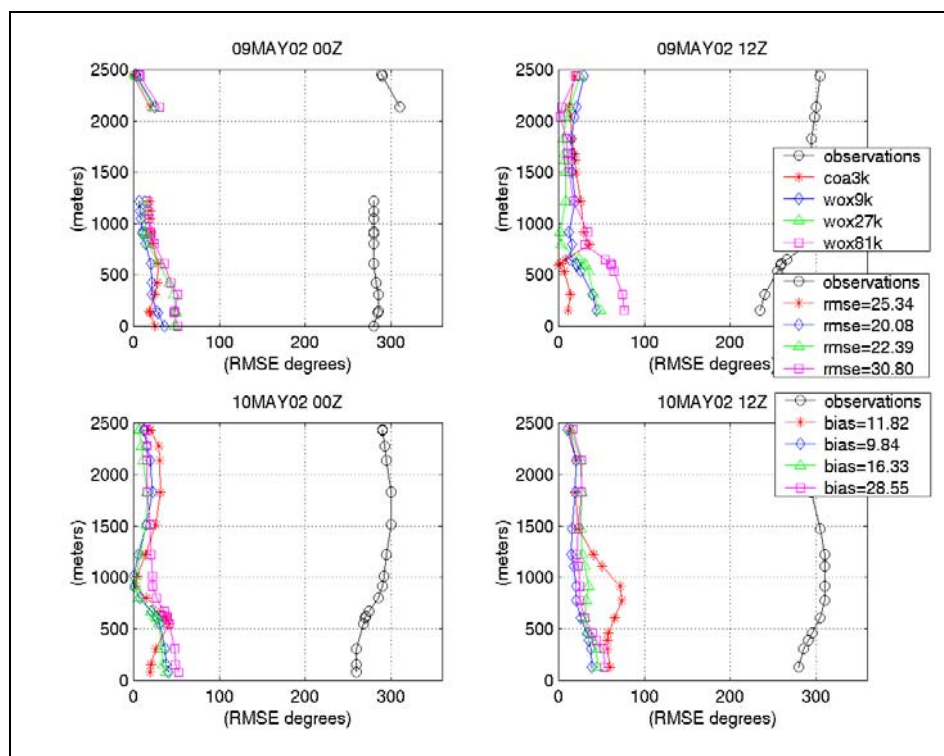 09MAY02 00Z
2500
2000
1500
1000
500
0
(meters)
0 100 200 300
(RMSE degrees)
09MAY02 12Z
2500
2000
1500
1000
500
0
(meters)
0 100 200 300
(RMSE degrees)
observations
coa3k
wox9k
wox27k
wox81k
observations
rmse=25.34
rmse=20.08
rmse=22.39
rmse=30.80
observations
bias=11.82
bias=9.84
bias=16.33
bias=28.55
10MAY02 00Z
2500
2000
1500
1000
500
0
(meters)
0 100 200 300
(RMSE degrees)
10MAY02 12Z
2500
2000
1500
1000
500
0
(meters)
0 100 200 300
(RMSE degrees)